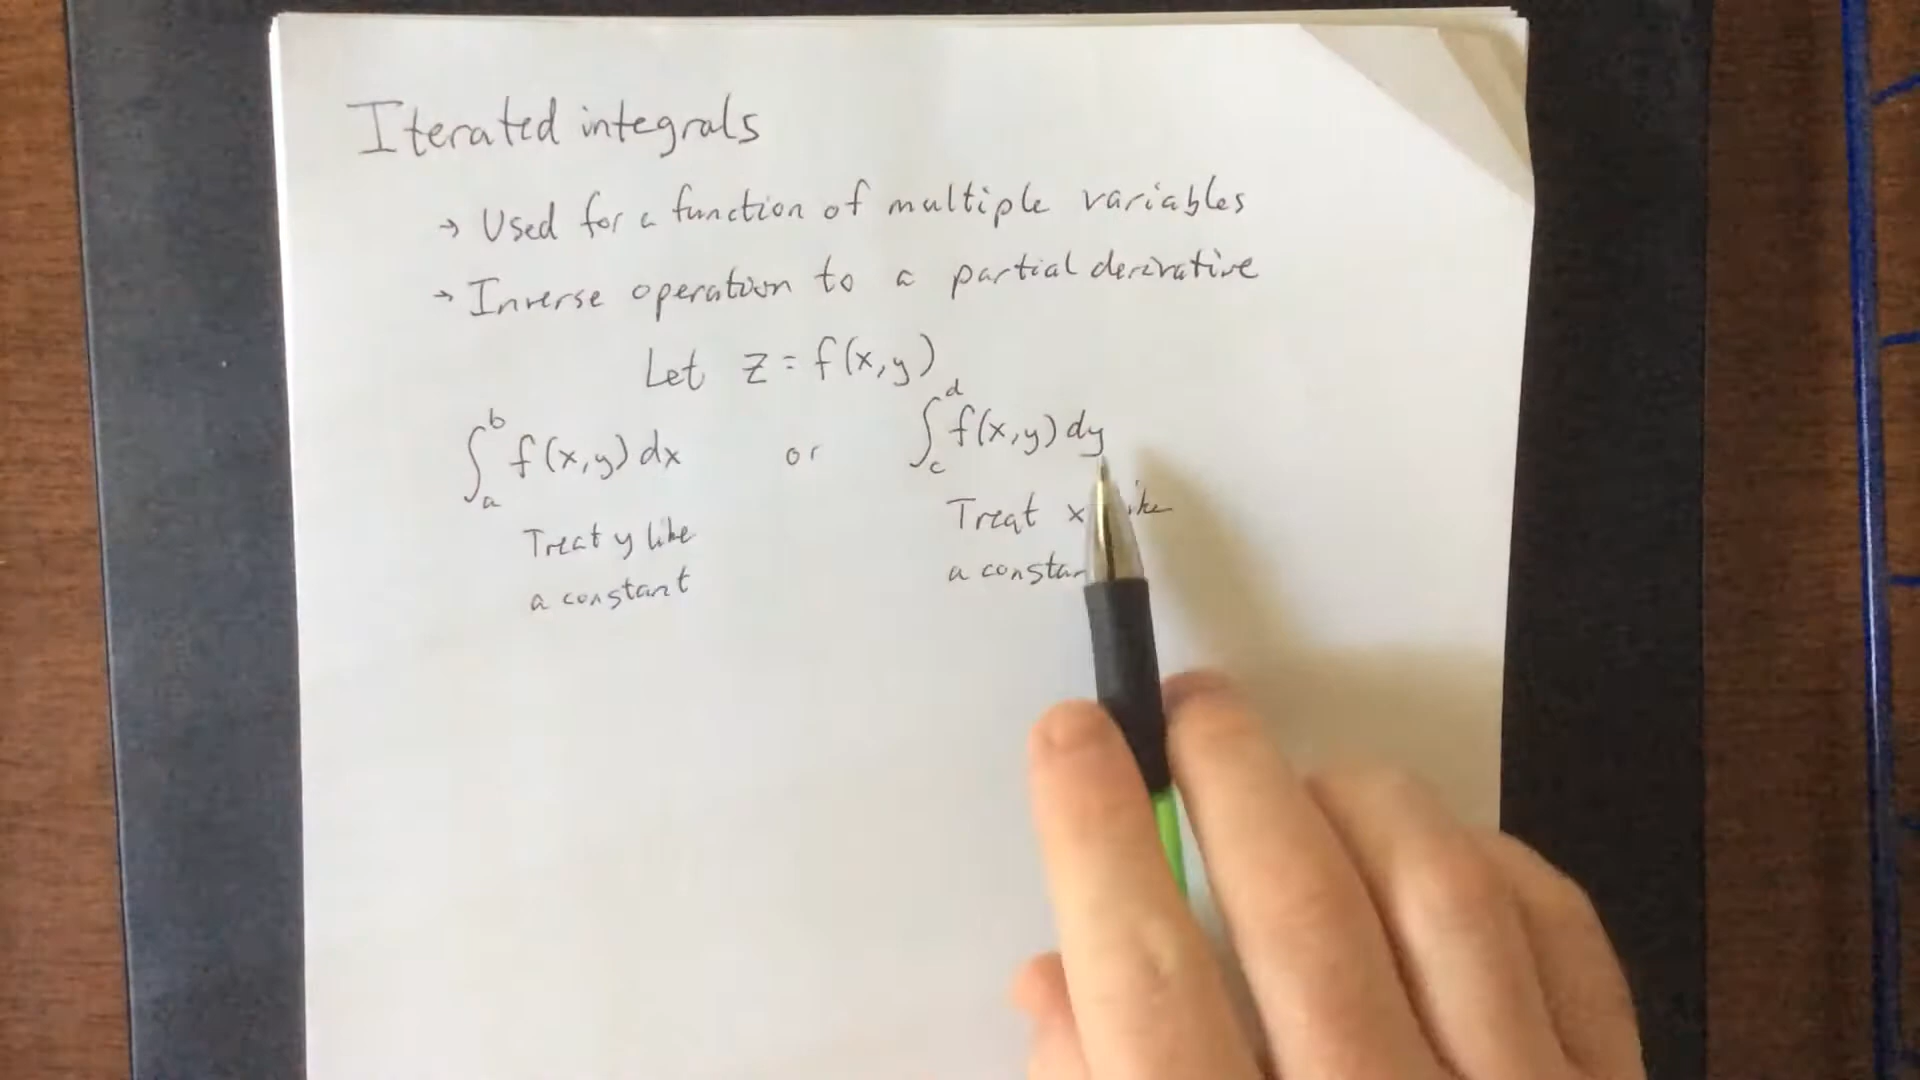 Iterated integrals
→ Used for a function of multiple variables
→ Inverse operation to a partial derivative
Let z = f(x,y)
∫_a^b f(x,y) dx or ∫_c^d f(x,y) dy
Treat y like
a constant
Treat x
a constan